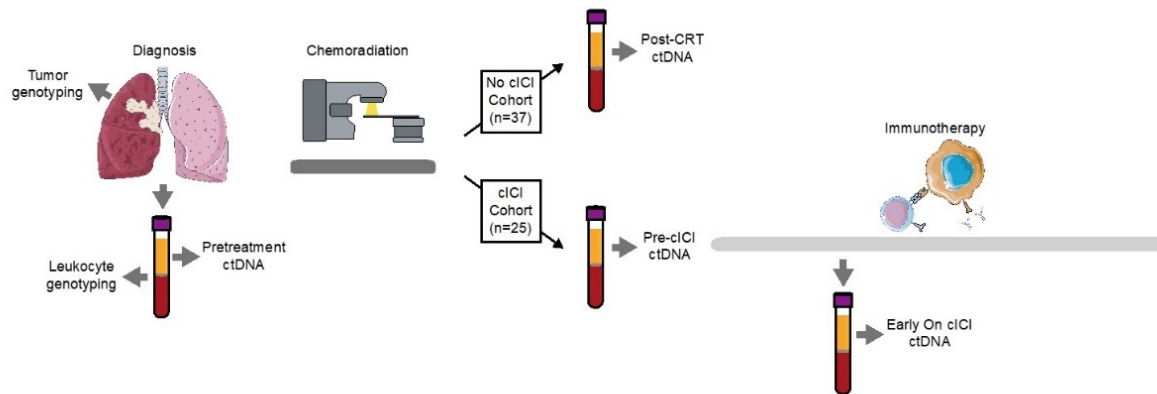 Diagnosis
Tumor
genotyping
Leukocyte
genotyping
Pretreatment
ctDNA
Chemoradiation
No cICI
Cohort
(n=37)
cICI
Cohort
(n=25)
Post-CRT
ctDNA
Pre-cICI
ctDNA
Immunotherapy
Early On cICI
ctDNA